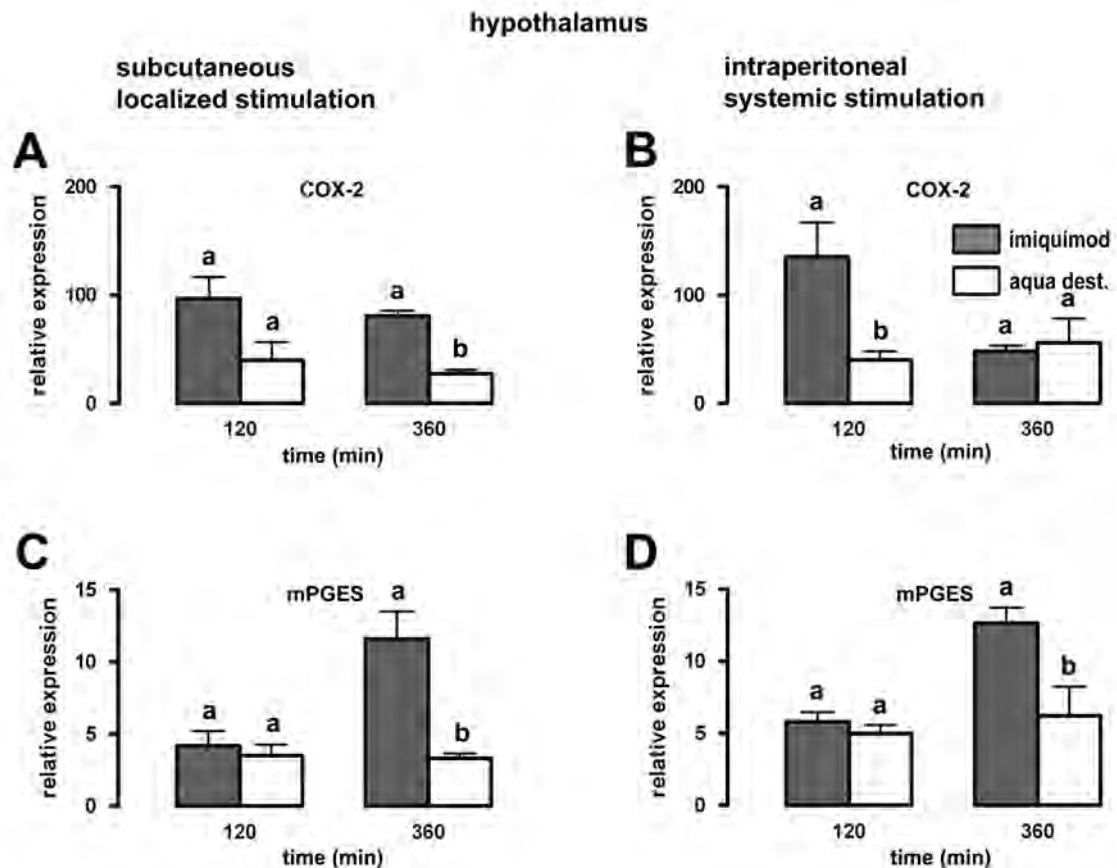 hypothalamus
subcutaneous
localized stimulation
intraperitoneal
systemic stimulation
A
COX-2
relative expression
200
100
0
a
a
a
b
120
360
time (min)
B
COX-2
relative expression
200
100
0
a
b
a
a
imiquimod
aqua dest.
120
360
time (min)
C
mPGES
relative expression
15
10
5
0
a
a
a
b
120
360
time (min)
D
mPGES
relative expression
15
10
5
0
a
a
a
b
120
360
time (min)